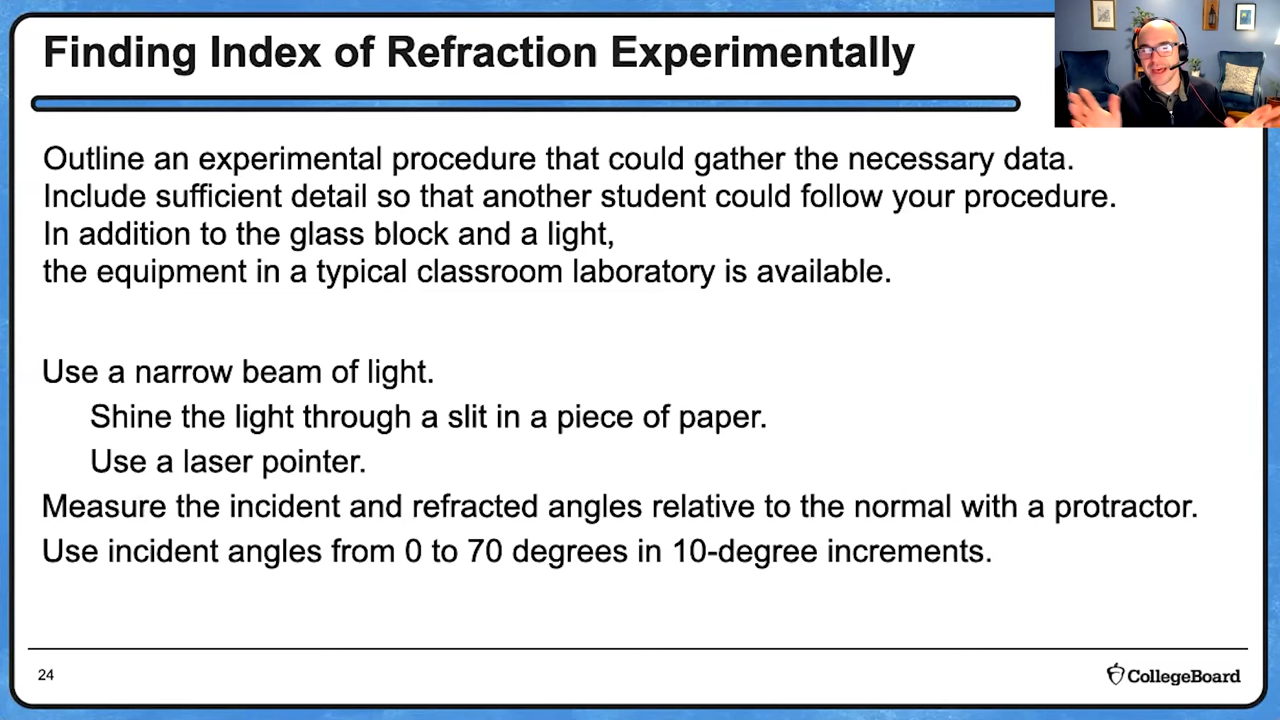 Finding Index of Refraction Experimentally
Outline an experimental procedure that could gather the necessary data.
Include sufficient detail so that another student could follow your procedure.
In addition to the glass block and a light,
the equipment in a typical classroom laboratory is available.
Use a narrow beam of light.
Shine the light through a slit in a piece of paper.
Use a laser pointer.
Measure the incident and refracted angles relative to the normal with a protractor.
Use incident angles from 0 to 70 degrees in 10-degree increments.
24
CollegeBoard